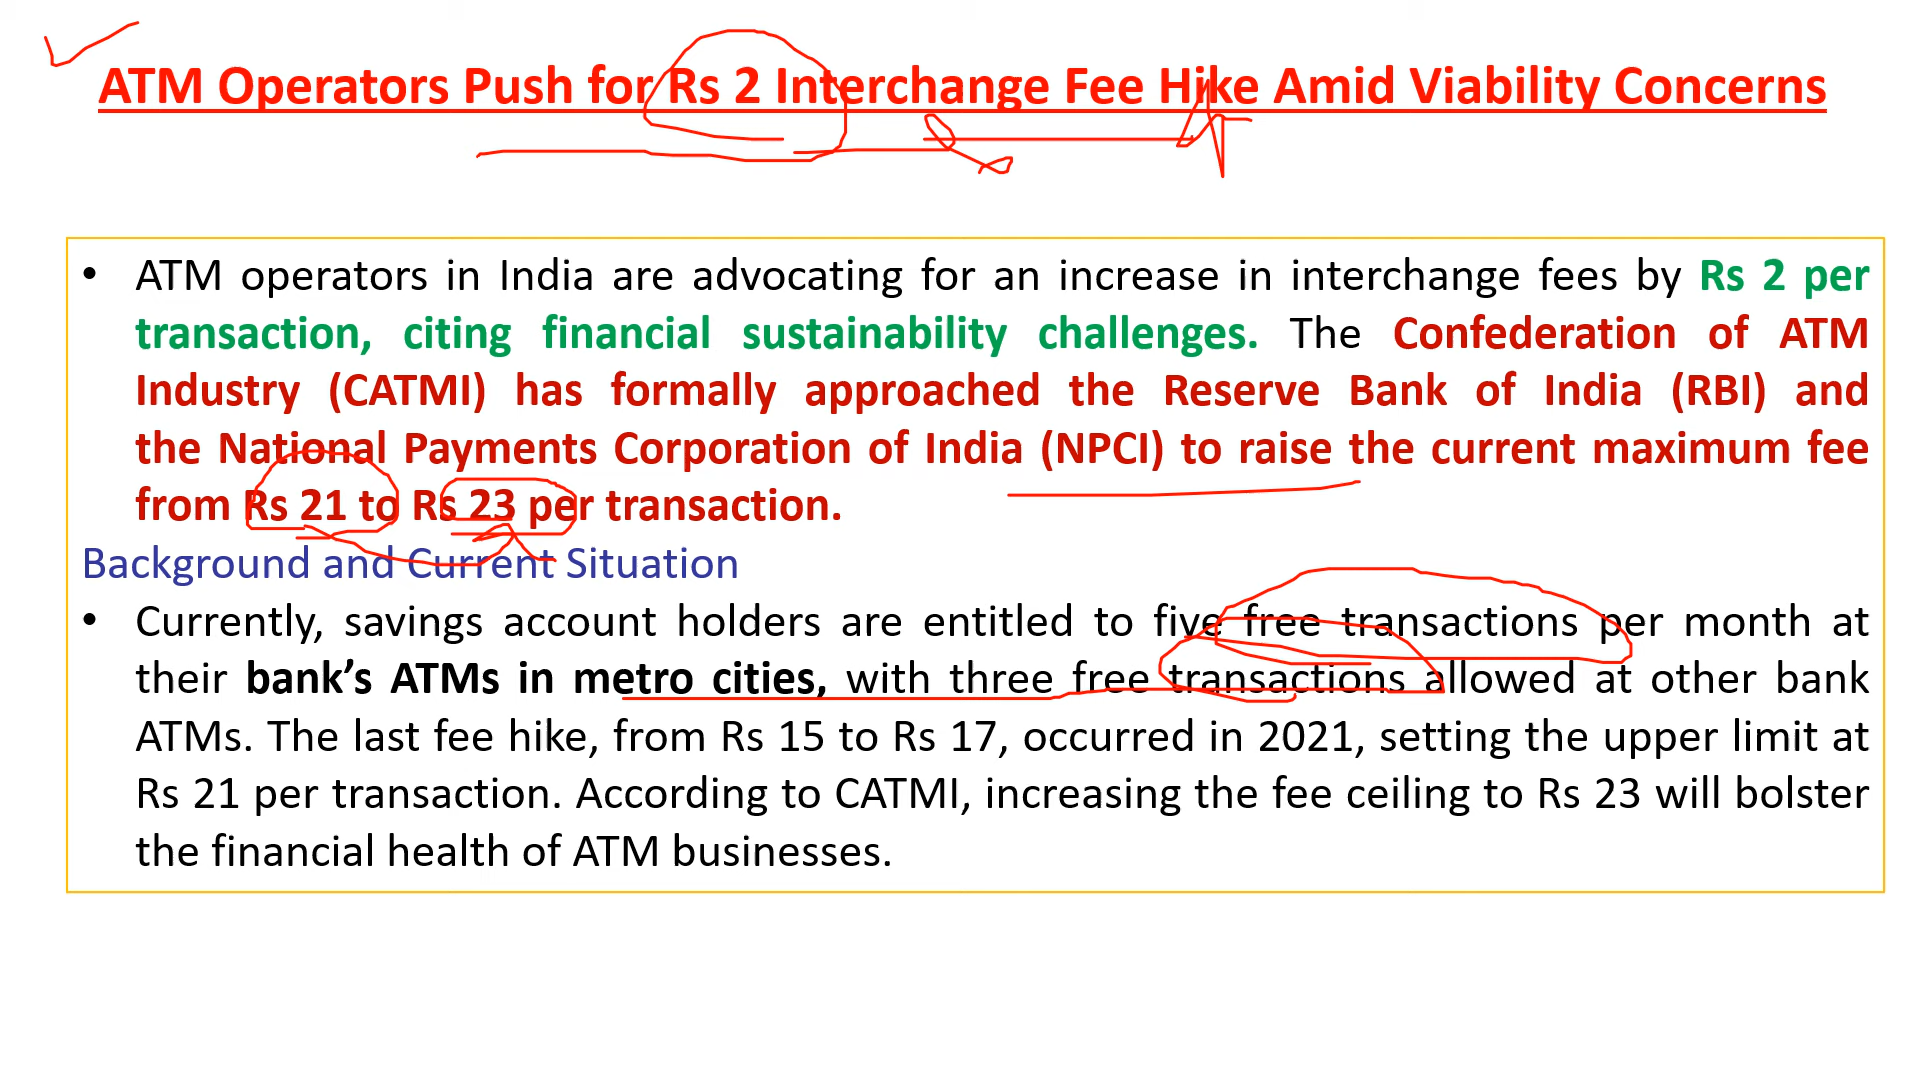 ATM Operators Push for Rs 2 Interchange Fee Hike Amid Viability Concerns
• ATM operators in India are advocating for an increase in interchange fees by Rs 2 per
transaction, citing financial sustainability challenges. The Confederation of ATM
Industry (CATMI) has formally approached the Reserve Bank of India (RBI) and
the National Payments Corporation of India (NPCI) to raise the current maximum fee
from Rs 21 to Rs 23 per transaction.
Background and Current Situation
• Currently, savings account holders are entitled to five free transactions per month at
their bank’s ATMs in metro cities, with three free transactions allowed at other bank
ATMs. The last fee hike, from Rs 15 to Rs 17, occurred in 2021, setting the upper limit at
Rs 21 per transaction. According to CATMI, increasing the fee ceiling to Rs 23 will bolster
the financial health of ATM businesses.